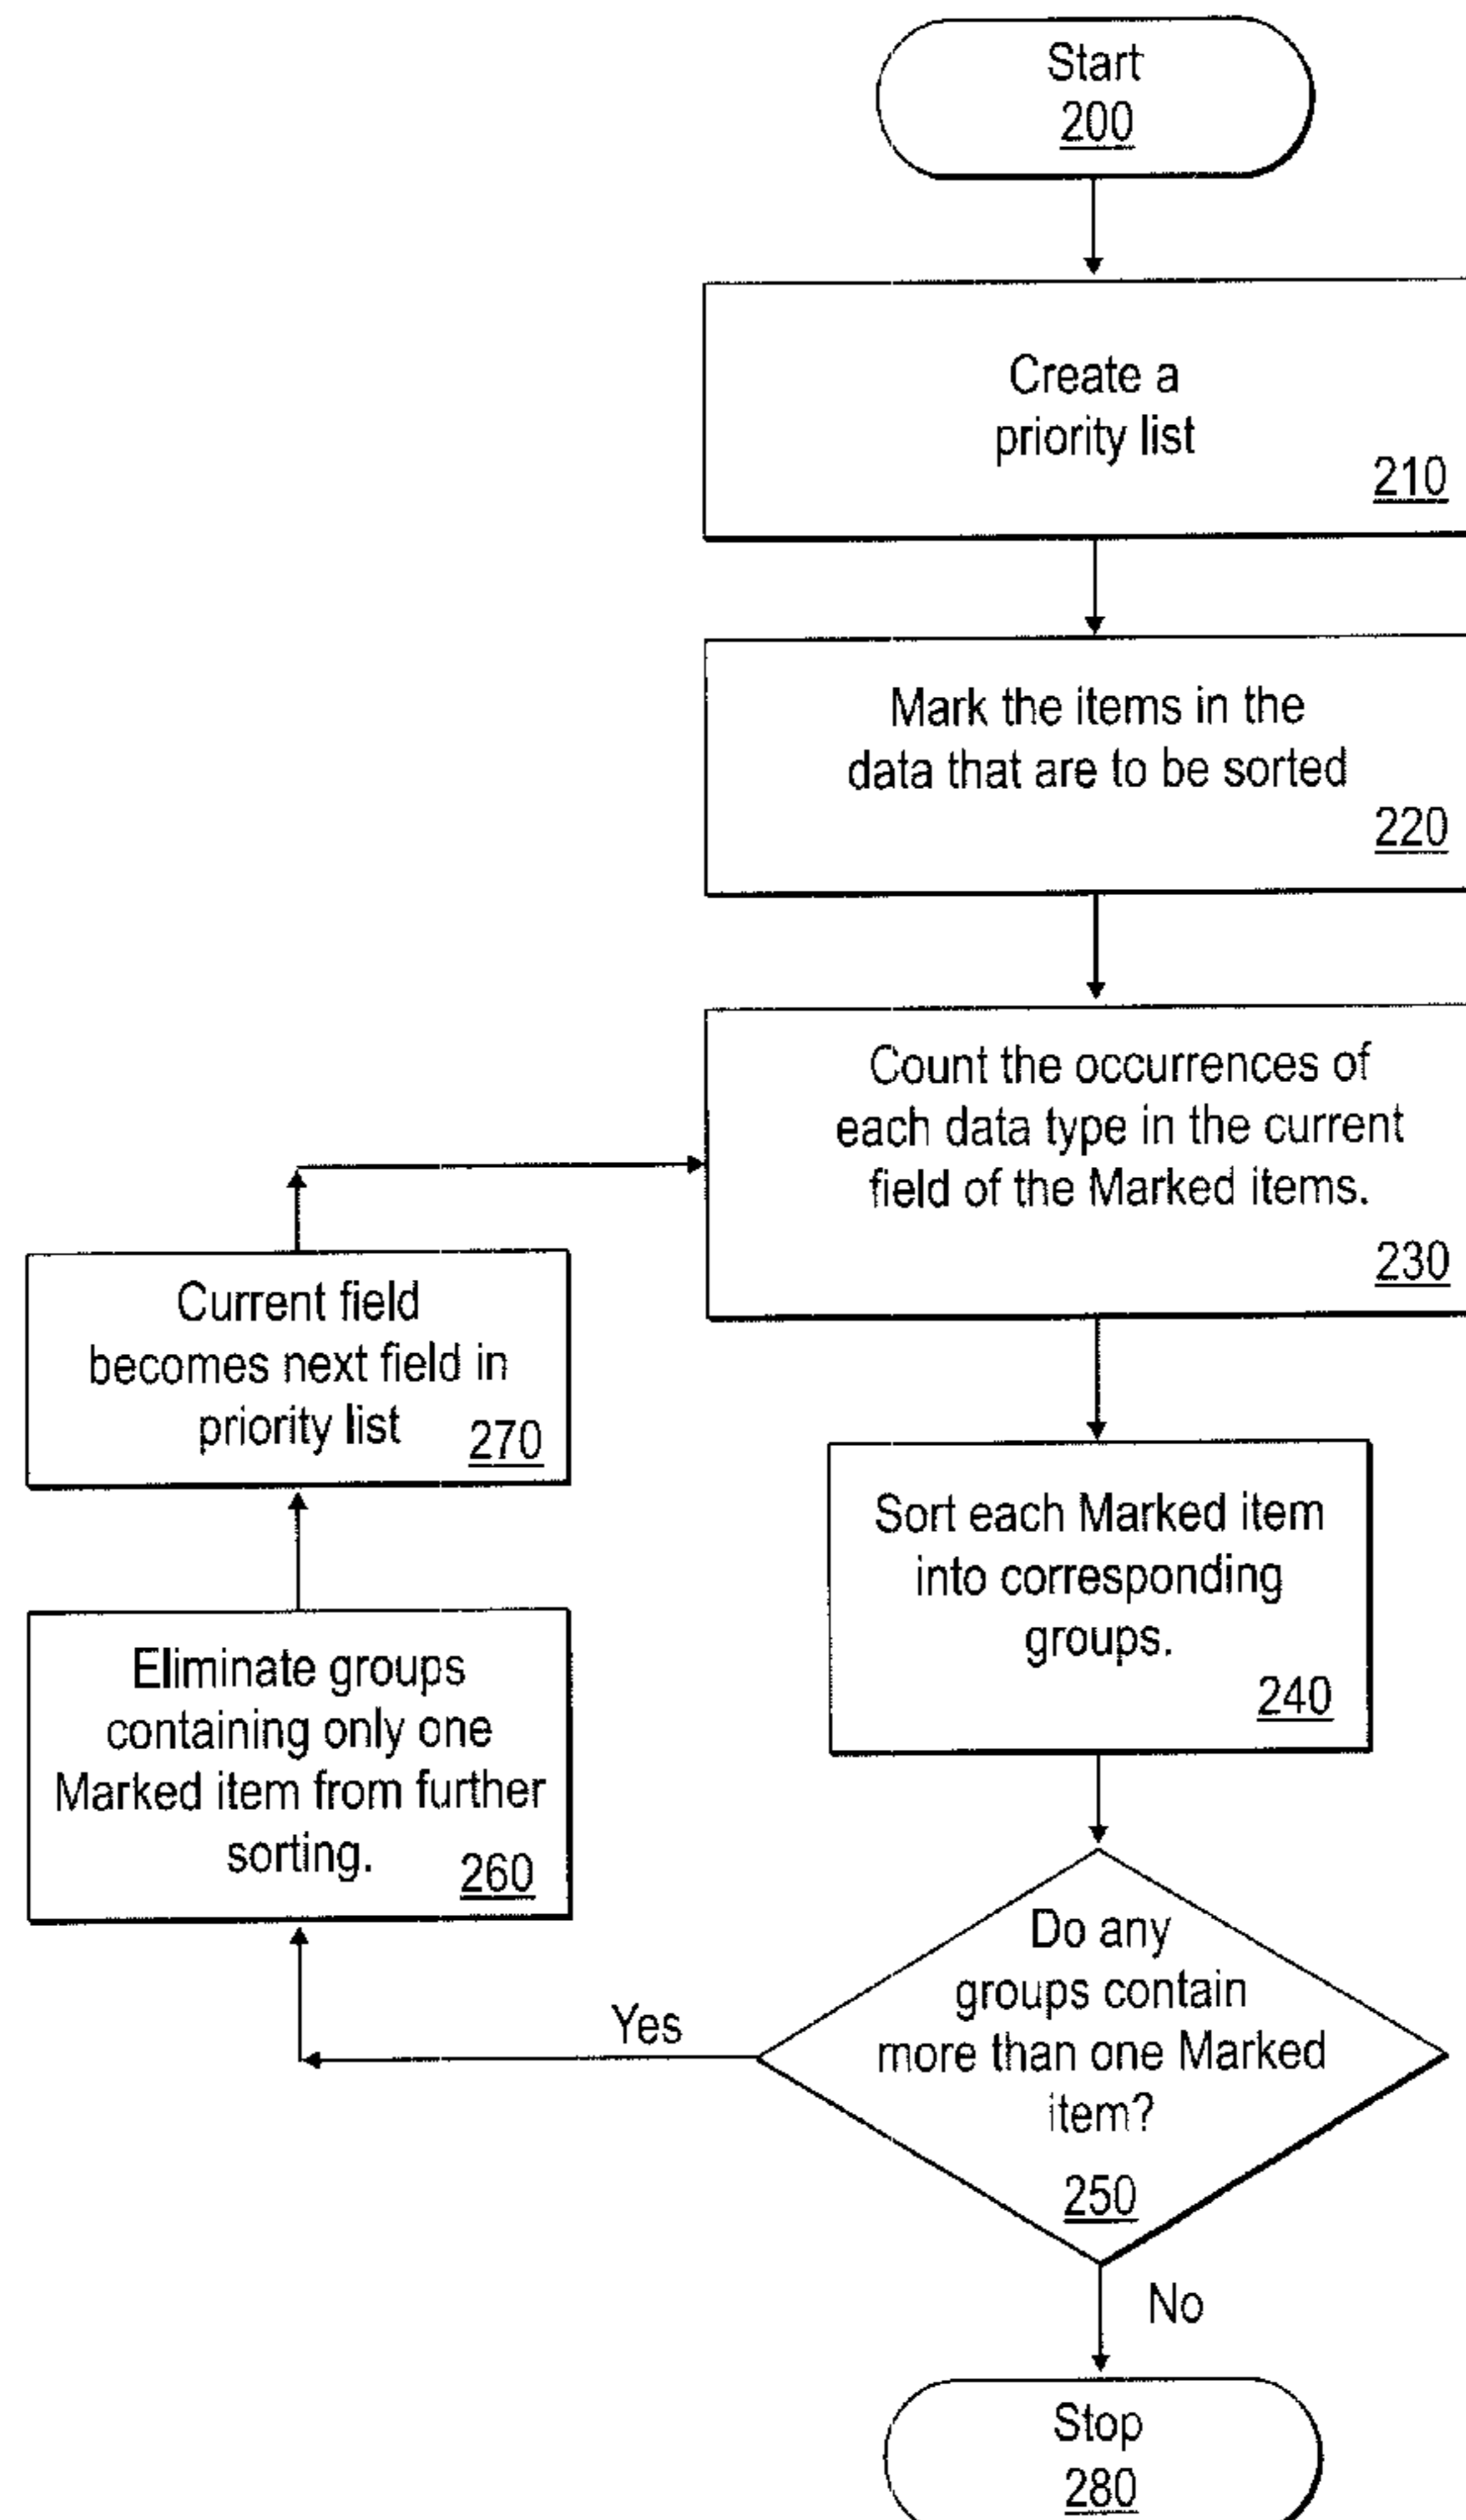 Start
200
Create a
priority list
210
Mark the items in the
data that are to be sorted
220
Count the occurrences of
each data type in the current
field of the Marked items.
230
Current field
becomes next field in
priority list
270
Sort each Marked item
into corresponding
groups.
240
Eliminate groups
containing only one
Marked item from further
sorting.
260
Do any
groups contain
more than one Marked
item?
250
Yes
No
Stop
280